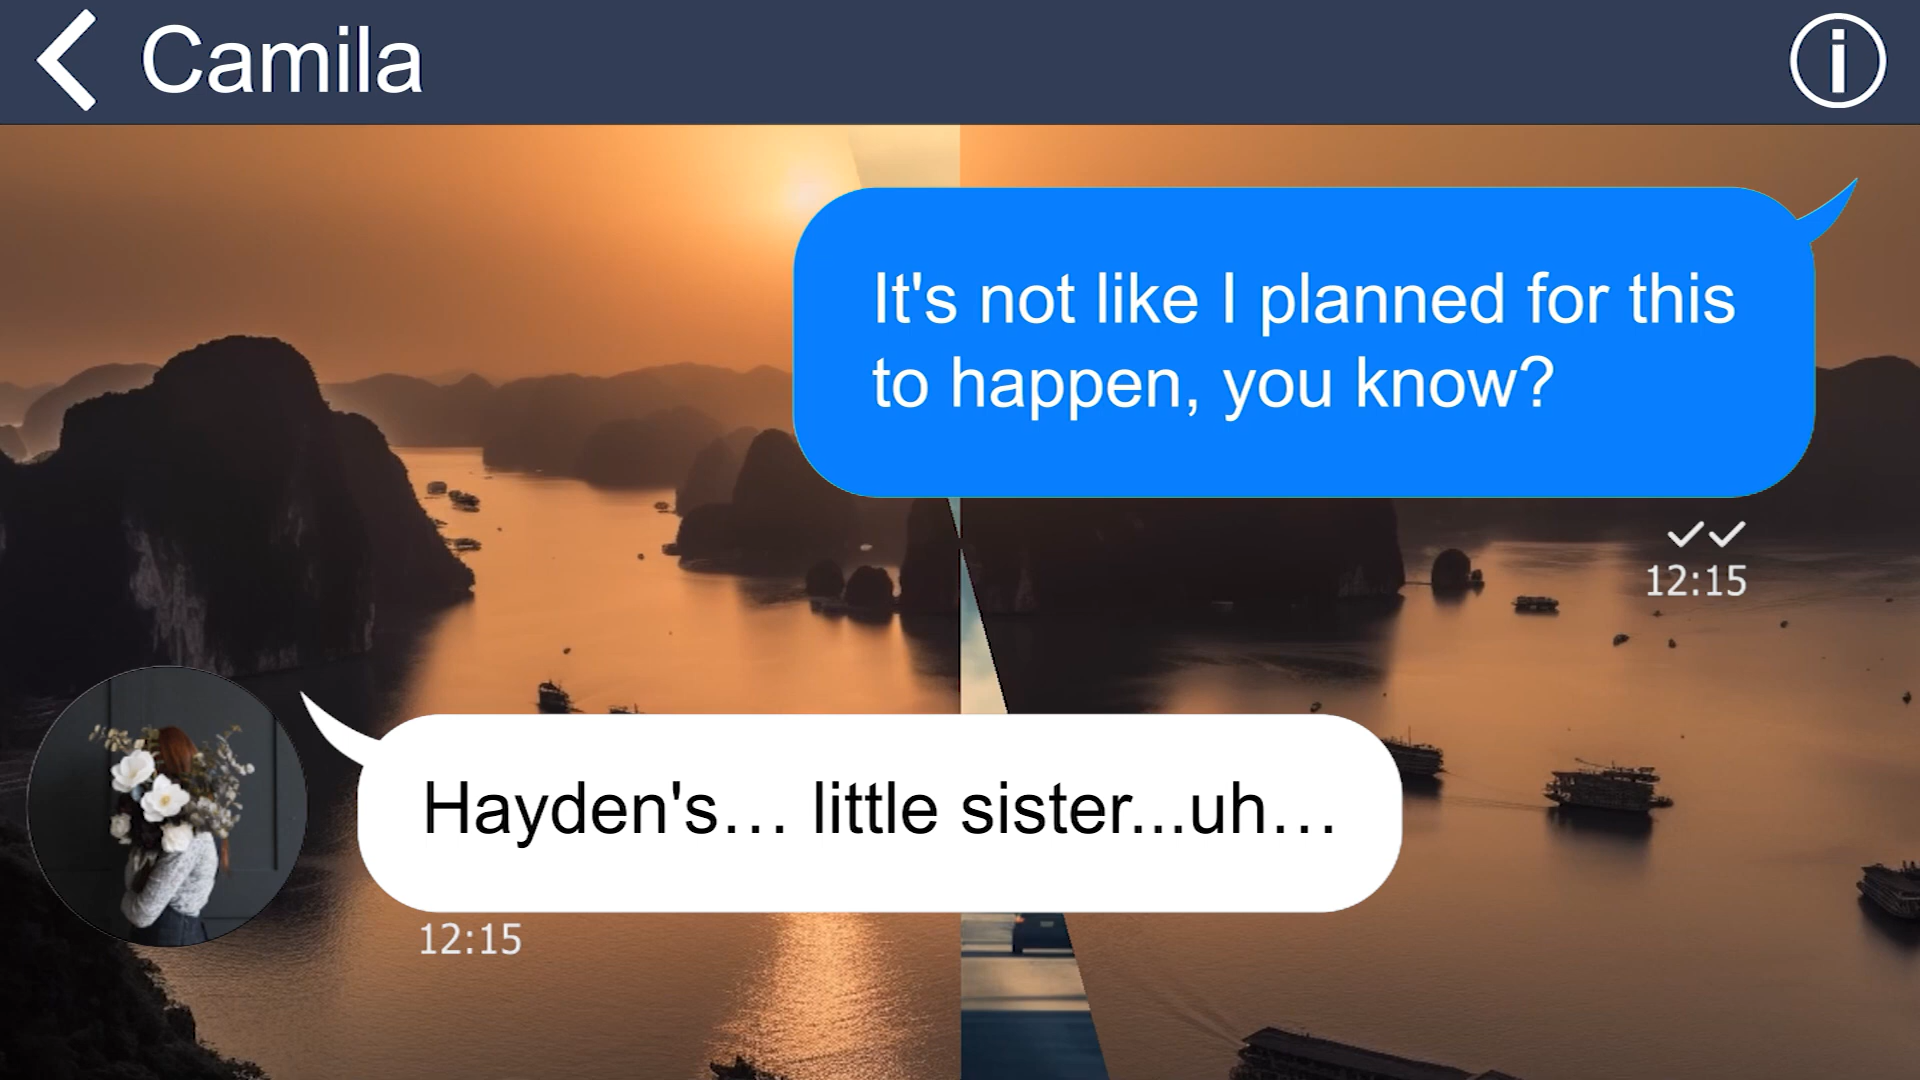 Camila
It's not like I planned for this
to happen, you know?
12:15
Hayden's… little sister...uh…
12:15